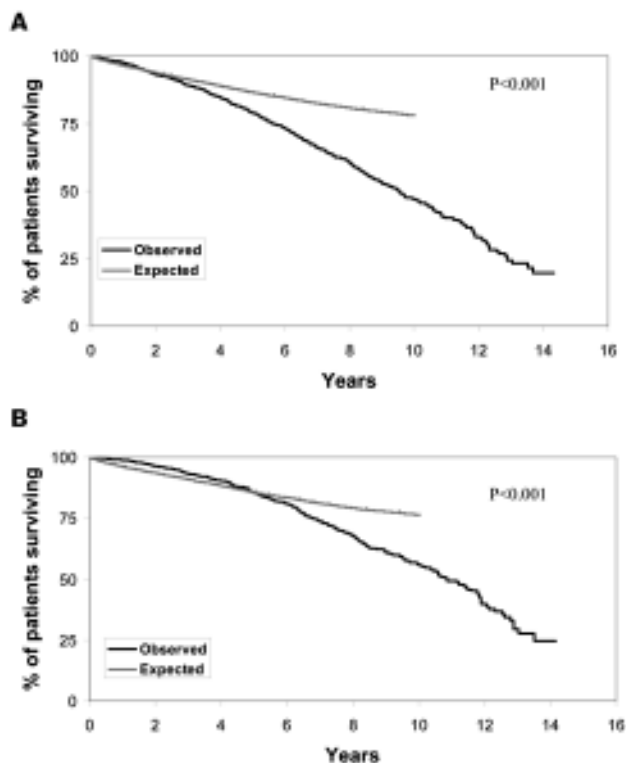 A
% of patients surviving
100
75
50
25
0
P<0.001
Observed
Expected
0 2 4 6 8 10 12 14 16
Years
B
% of patients surviving
100
75
50
25
0
P<0.001
Observed
Expected
0 2 4 6 8 10 12 14 16
Years